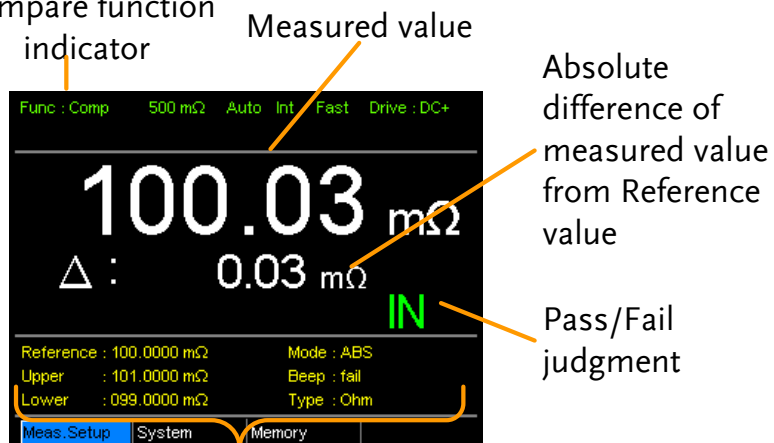 mpare function
indicator
Measured value
Absolute
difference of
measured value
from Reference
value
Pass/Fail
judgment
Func : Comp 500 mΩ Auto Int Fast Drive : DC+
100.03 mΩ
Δ : 0.03 mΩ
IN
Reference : 100.0000 mΩ Mode : ABS
Upper : 101.0000 mΩ Beep : fail
Lower : 099.0000 mΩ Type : Ohm
Meas.Setup System Memory